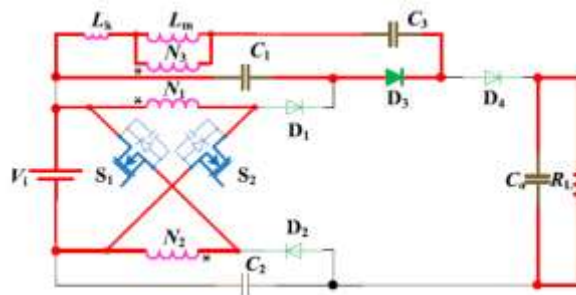 Lk Lm C3
N3
* C1
* N1 D3 D4
D1
Vi S1 S2 Co RL
N2 D2
*
C2